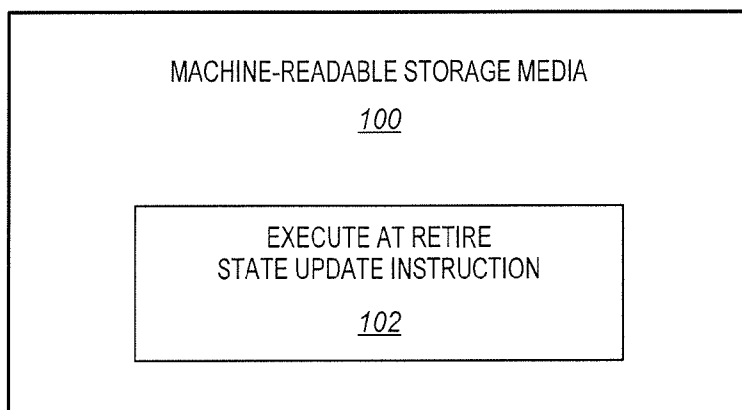 MACHINE-READABLE STORAGE MEDIA
100
EXECUTE AT RETIRE
STATE UPDATE INSTRUCTION
102